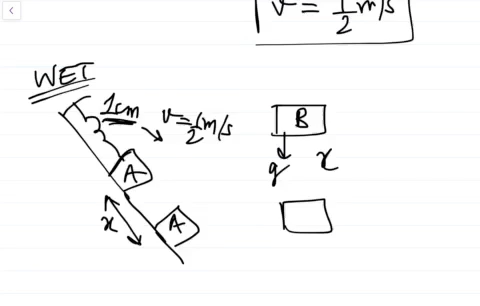 v = 1/2 m/s
WET
1cm
v = 1/2 m/s
A
x
A
B
g
x